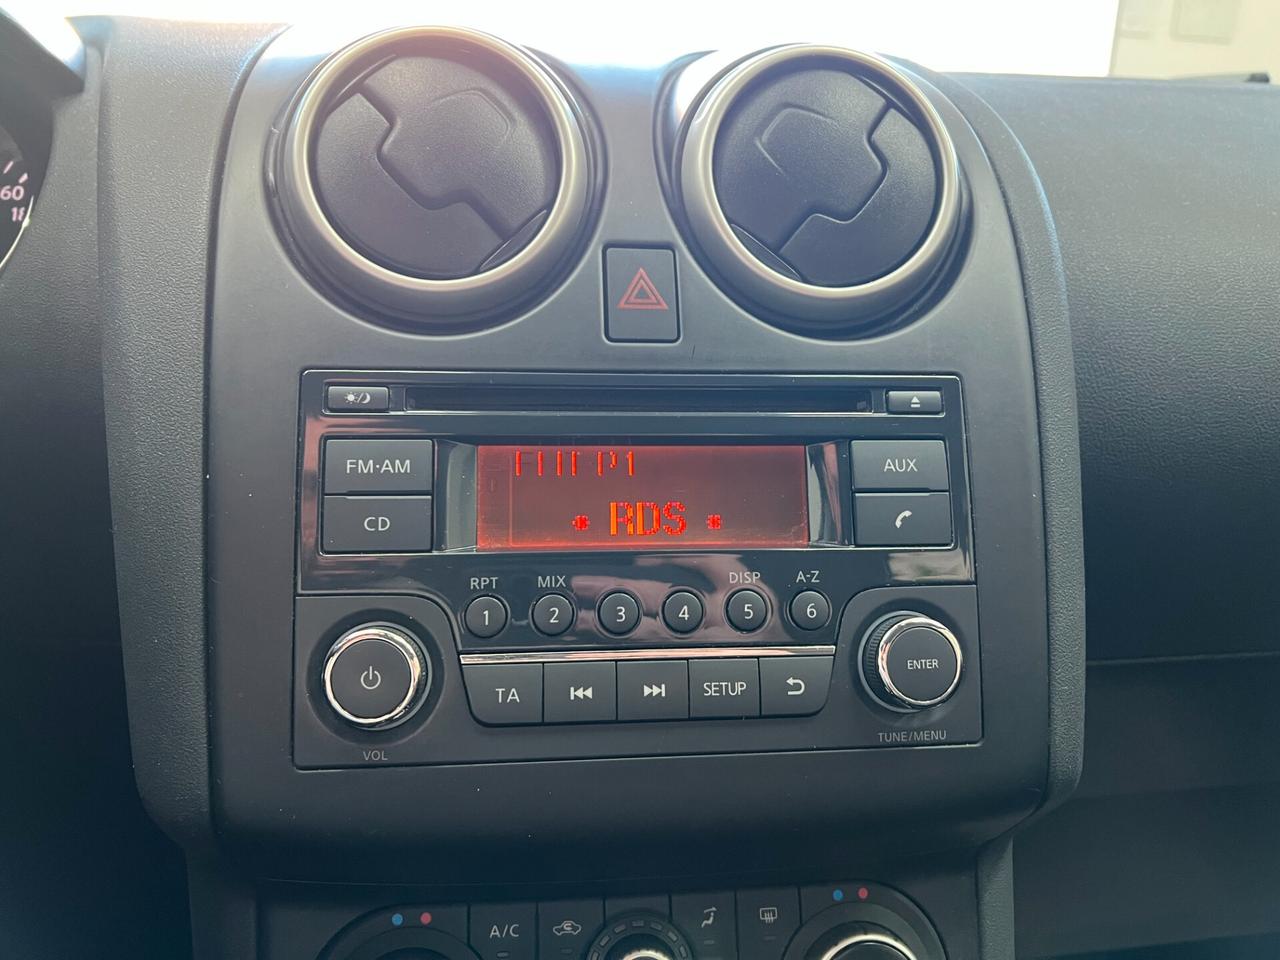 60
FM·AM
CD
P1
RDS
AUX
RPT
MIX
DISP
A-Z
1
2
3
4
5
6
TA
SETUP
ENTER
VOL
TUNE/MENU
A/C